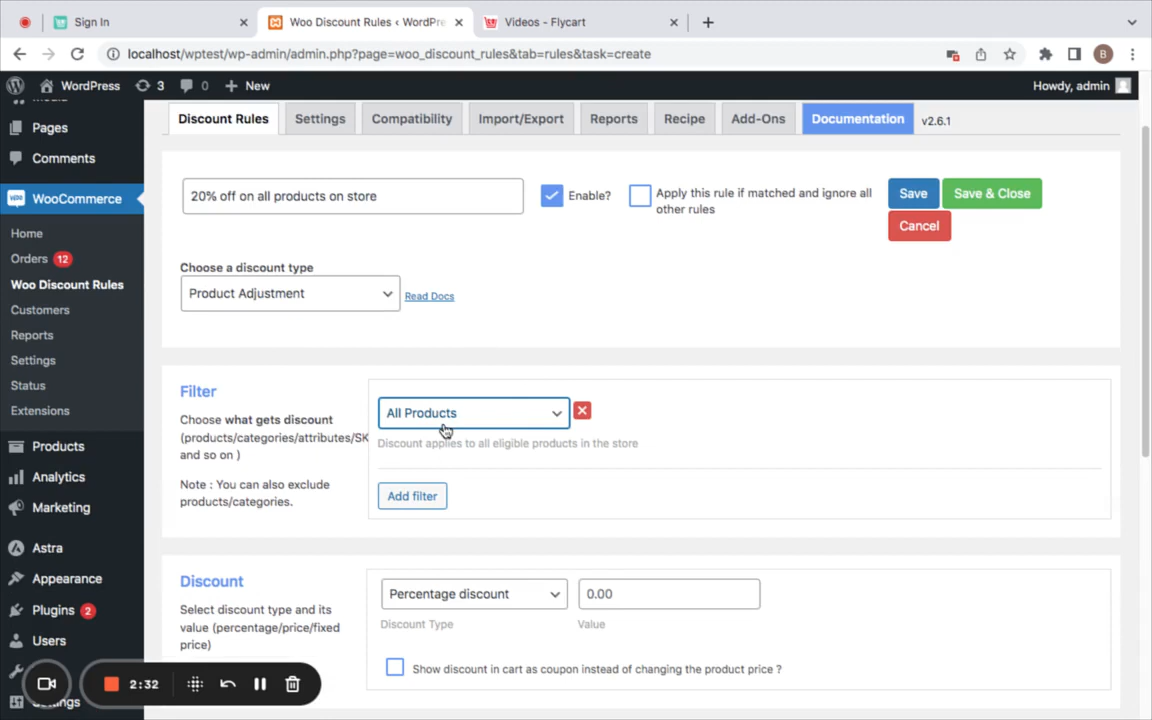 Sign In
Woo Discount Rules ‹ WordPre
Videos - Flycart
localhost/wptest/wp-admin/admin.php?page=woo_discount_rules&tab=rules&task=create
B
WordPress
3
0
New
Howdy, admin
Pages
Comments
WooCommerce
Home
Orders 12
Woo Discount Rules
Customers
Reports
Settings
Status
Extensions
Products
Analytics
Marketing
Astra
Appearance
Plugins 2
Users
Discount Rules
Settings
Compatibility
Import/Export
Reports
Recipe
Add-Ons
Documentation
v2.6.1
20% off on all products on store
Enable?
Apply this rule if matched and ignore all
other rules
Save
Save & Close
Cancel
Choose a discount type
Product Adjustment
Read Docs
Filter
Choose what gets discount
(products/categories/attributes/SK
and so on )
Note : You can also exclude
products/categories.
All Products
Discount applies to all eligible products in the store
Add filter
Discount
Select discount type and its
value (percentage/price/fixed
price)
Percentage discount
0.00
Discount Type
Value
Show discount in cart as coupon instead of changing the product price ?
2:32